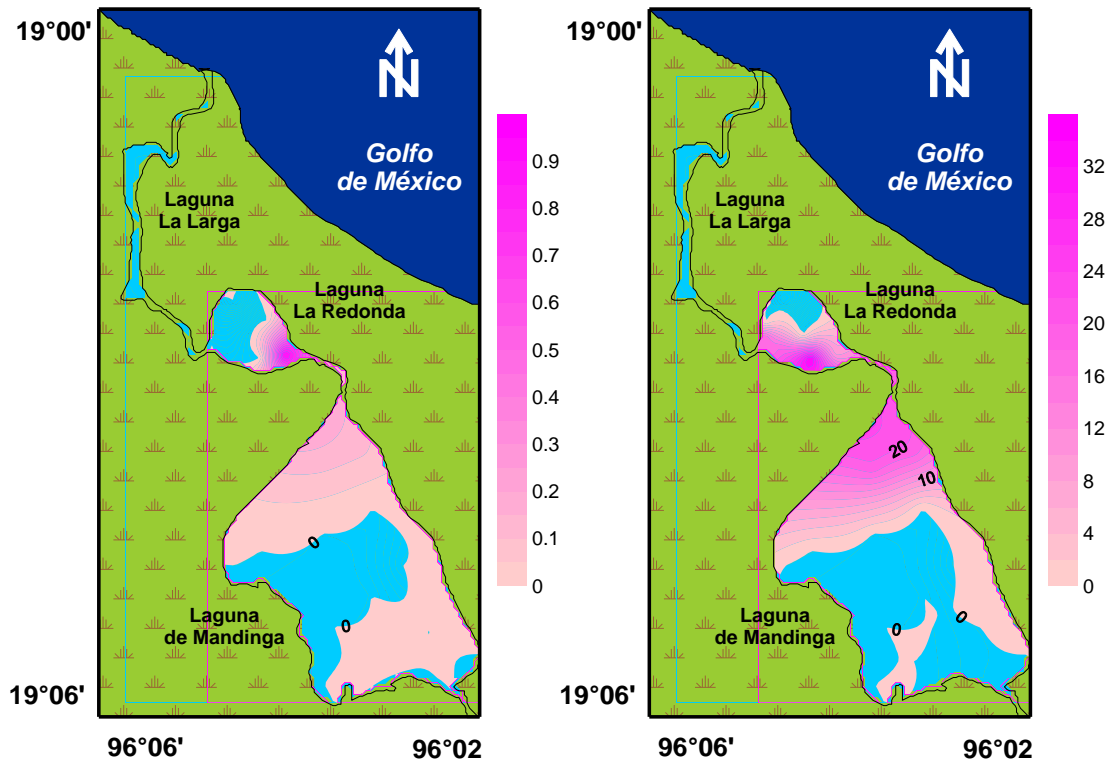 19°00'
N
Golfo
de México
Laguna
La Larga
Laguna
La Redonda
0
0
Laguna
de Mandinga
19°06'
96°06'
96°02
0.9
0.8
0.7
0.6
0.5
0.4
0.3
0.2
0.1
0
19°00'
N
Golfo
de México
Laguna
La Larga
Laguna
La Redonda
20
10
0
0
Laguna
de Mandinga
19°06'
96°06'
96°02
32
28
24
20
16
12
8
4
0